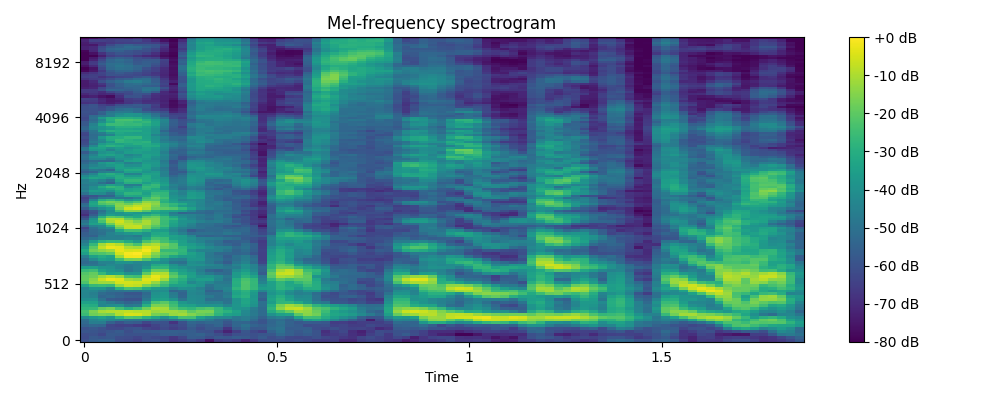 Mel-frequency spectrogram
Hz
8192
4096
2048
1024
512
0
0
0.5
1
1.5
Time
+0 dB
-10 dB
-20 dB
-30 dB
-40 dB
-50 dB
-60 dB
-70 dB
-80 dB